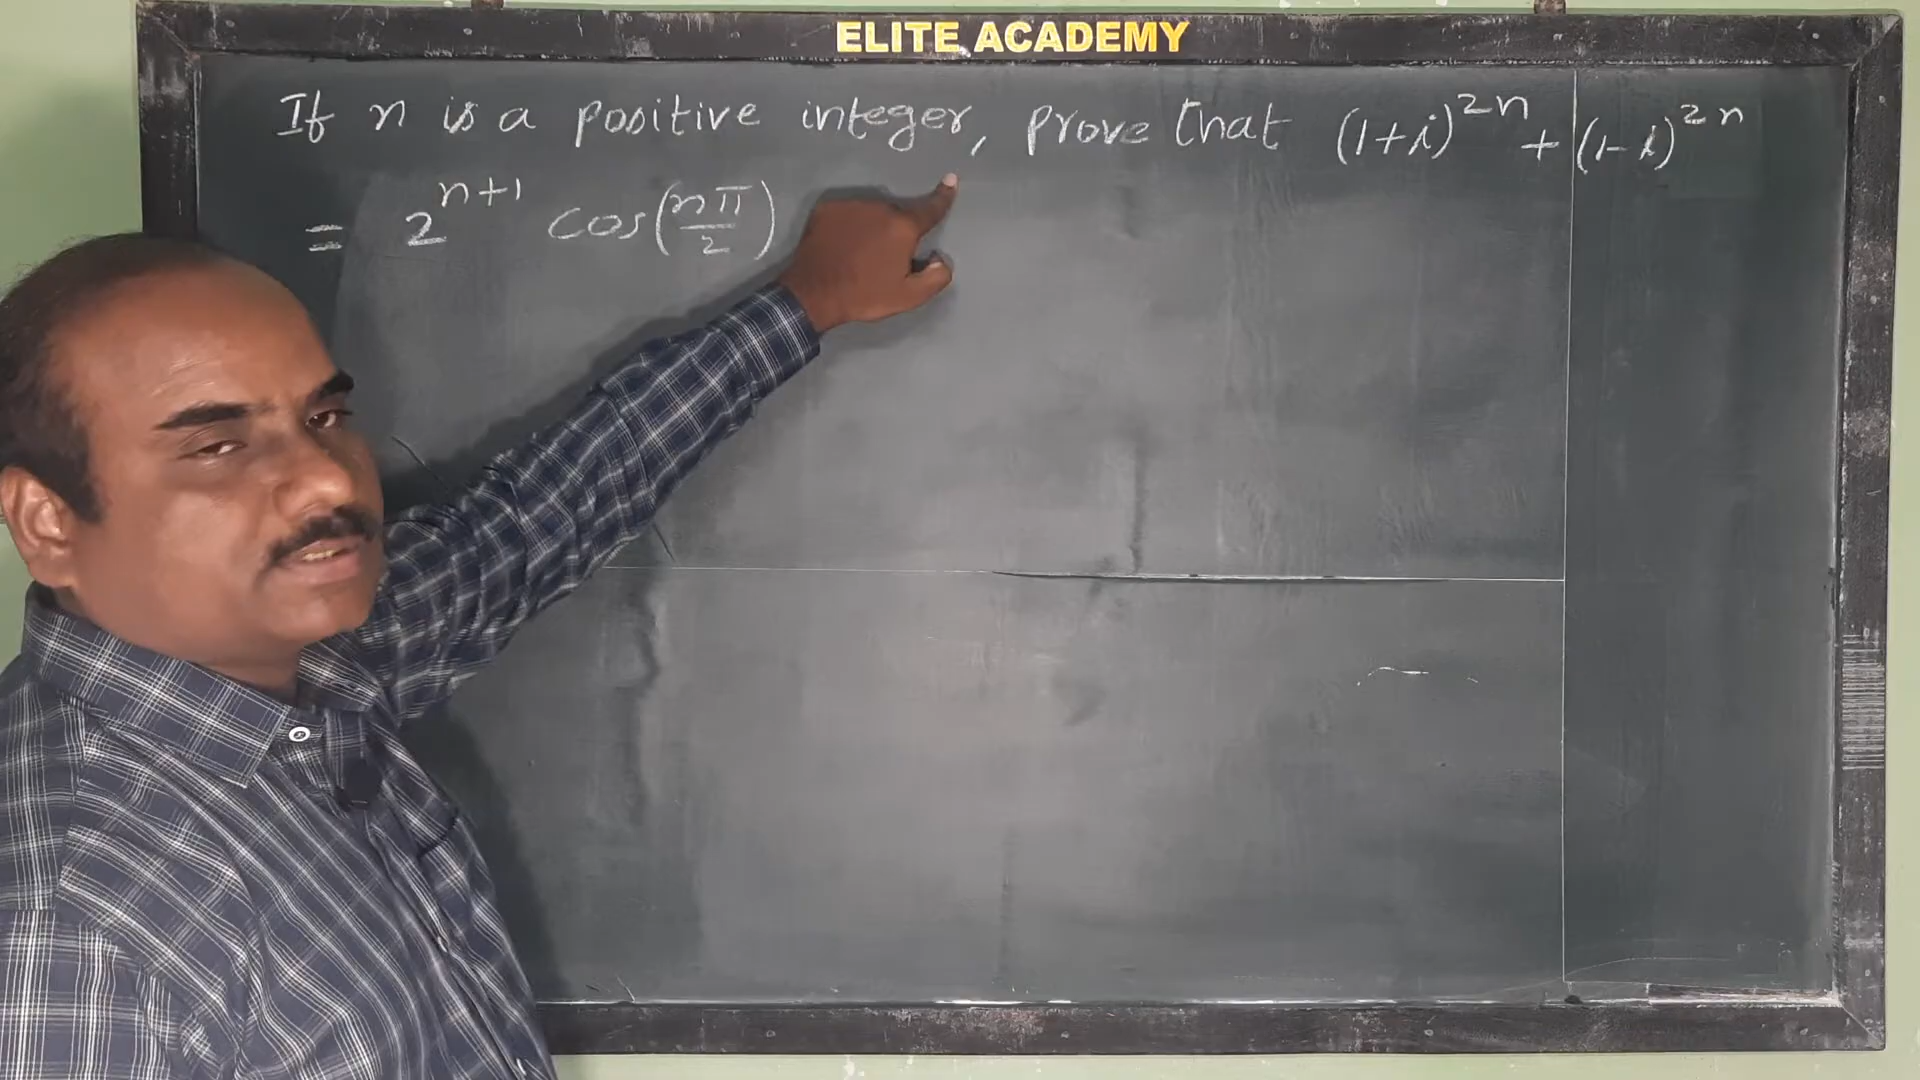 ELITE ACADEMY
If n is a positive integer, prove that (1+i)^2n + (1-i)^2n
= 2^n+1 cos(nπ/2)